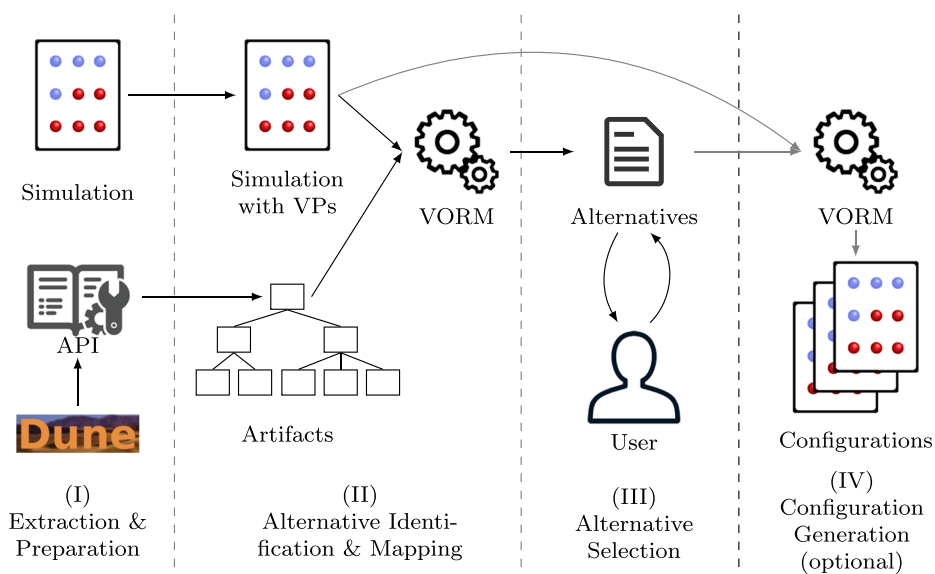 Simulation
Simulation
with VPs
VORM
Alternatives
VORM
API
Dune
Artifacts
User
Configurations
(I)
Extraction &
Preparation
(II)
Alternative Identi-
fication & Mapping
(III)
Alternative
Selection
(IV)
Configuration
Generation
(optional)